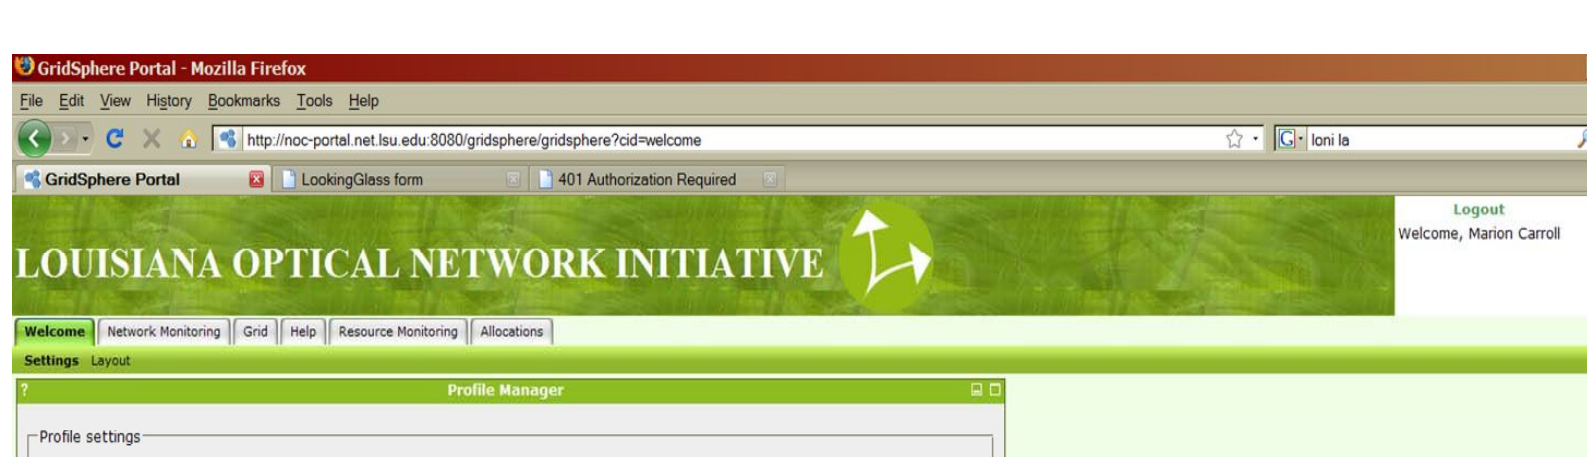 GridSphere Portal - Mozilla Firefox
File Edit View History Bookmarks Tools Help
http://noc-portal.net.lsu.edu:8080/gridsphere/gridsphere?cid=welcome G loni la
GridSphere Portal LookingGlass form 401 Authorization Required
Logout
Welcome, Marion Carroll
LOUISIANA OPTICAL NETWORK INITIATIVE
Welcome Network Monitoring Grid Help Resource Monitoring Allocations
Settings Layout
? Profile Manager
Profile settings